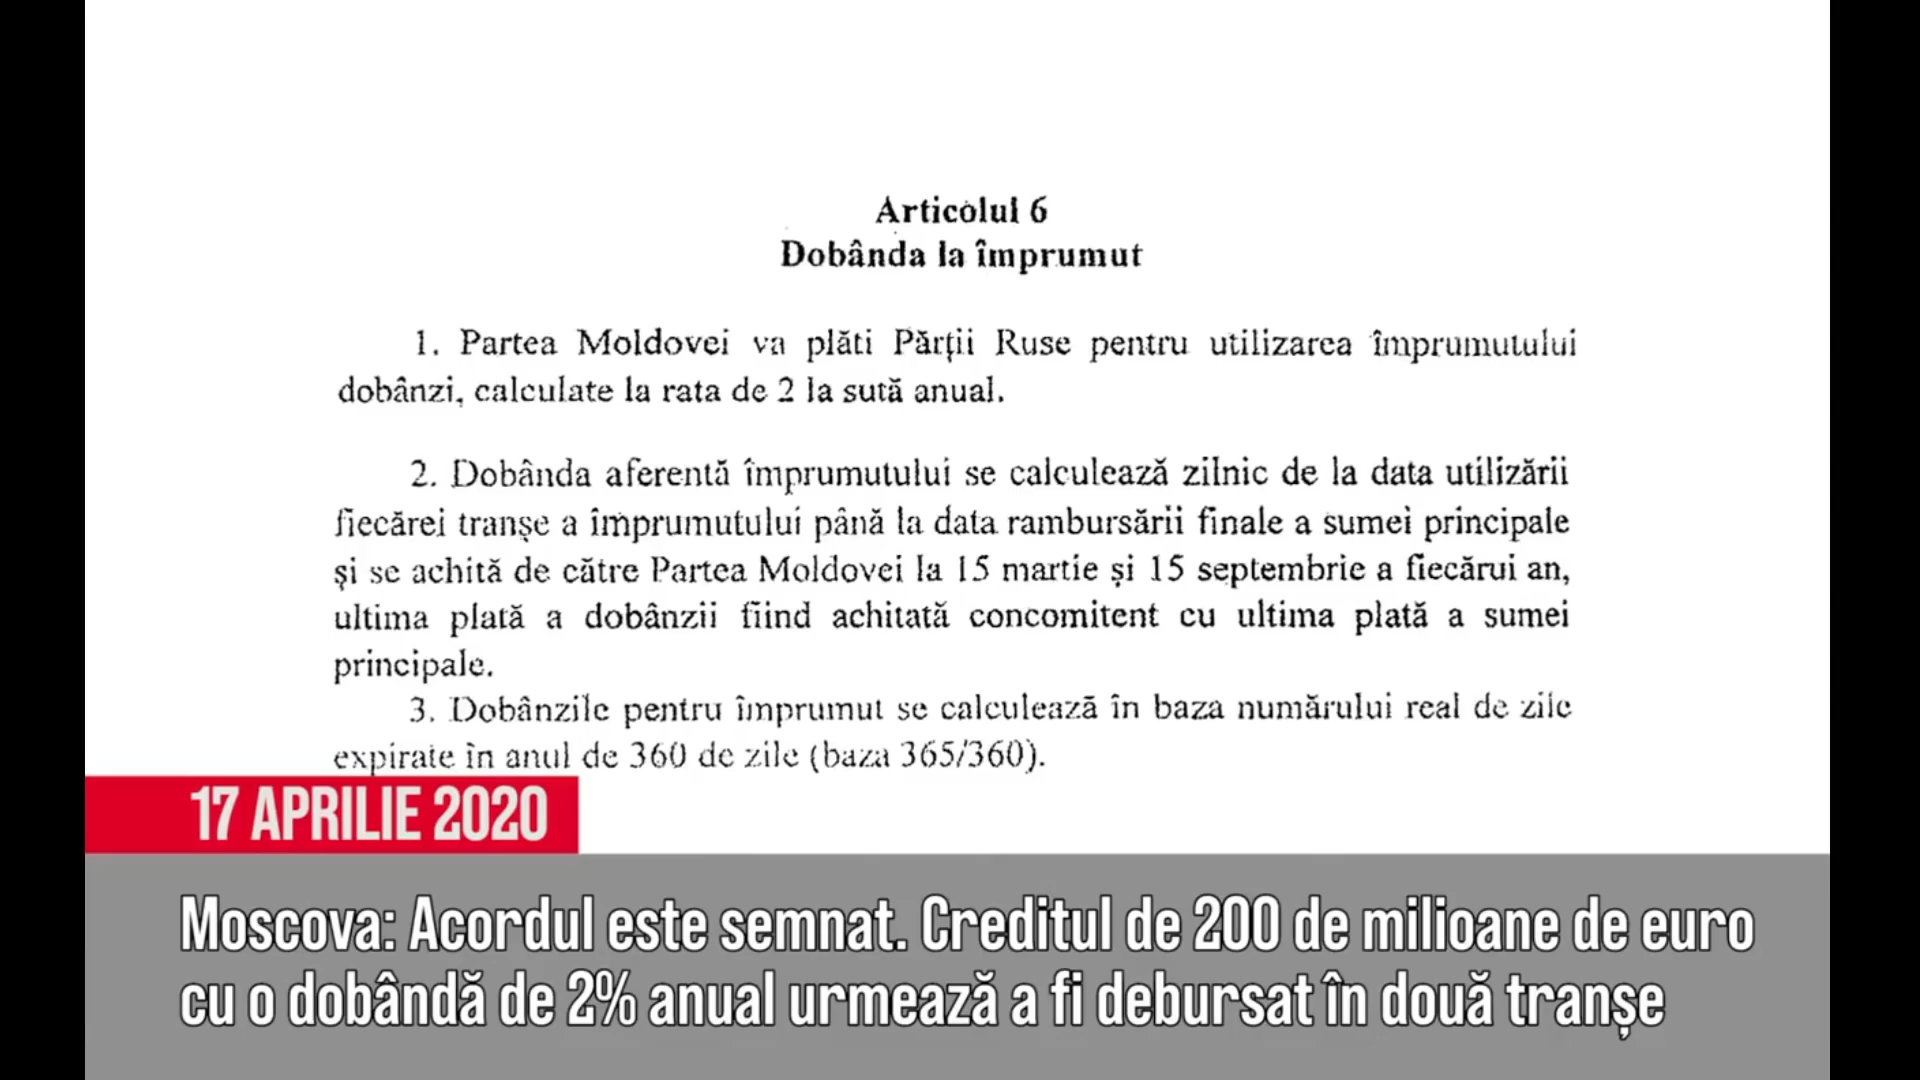 Articolul 6
Dobânda la împrumut
1. Partea Moldovei va plăti Părții Ruse pentru utilizarea împrumutului
dobânzi, calculate la rata de 2 la sută anual.
2. Dobânda aferentă împrumutului se calculează zilnic de la data utilizării
fiecărei tranșe a împrumutului până la data rambursării finale a sumei principale
și se achită de către Partea Moldovei la 15 martie și 15 septembrie a fiecărui an,
ultima plată a dobânzii fiind achitată concomitent cu ultima plată a sumei
principale.
3. Dobânzile pentru împrumut se calculează în baza numărului real de zile
expirate în anul de 360 de zile (baza 365/360).
17 APRILIE 2020
Moscova: Acordul este semnat. Creditul de 200 de milioane de euro
cu o dobândă de 2% anual urmează a fi debursat în două tranșe